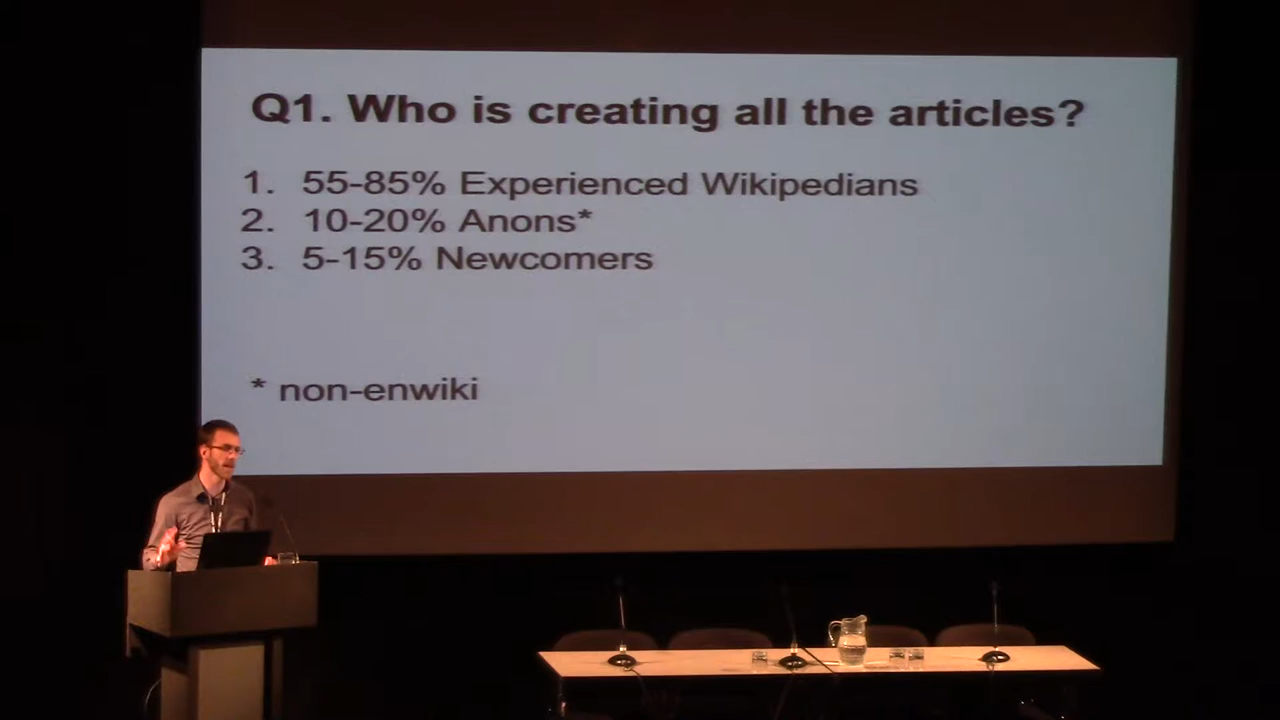 Q1. Who is creating all the articles?
1. 55-85% Experienced Wikipedians
2. 10-20% Anons*
3. 5-15% Newcomers
* non-enwiki